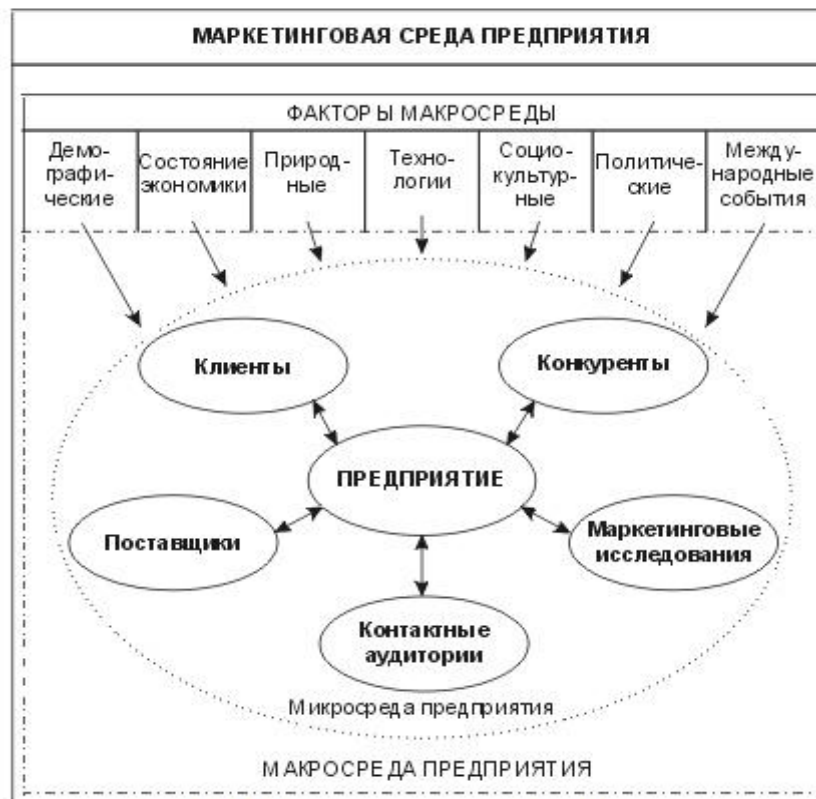 МАРКЕТИНГОВАЯ СРЕДА ПРЕДПРИЯТИЯ
ФАКТОРЫ МАКРОСРЕДЫ
Демо-
графи-
ческие
Состояние
экономики
Природ-
ные
Техно-
логии
Социо-
культур-
ные
Политиче-
ские
Между-
народные
события
Клиенты
Конкуренты
ПРЕДПРИЯТИЕ
Поставщики
Маркетинговые
исследования
Контактные
аудитории
Микросреда предприятия
МАКРОСРЕДА ПРЕДПРИЯТИЯ